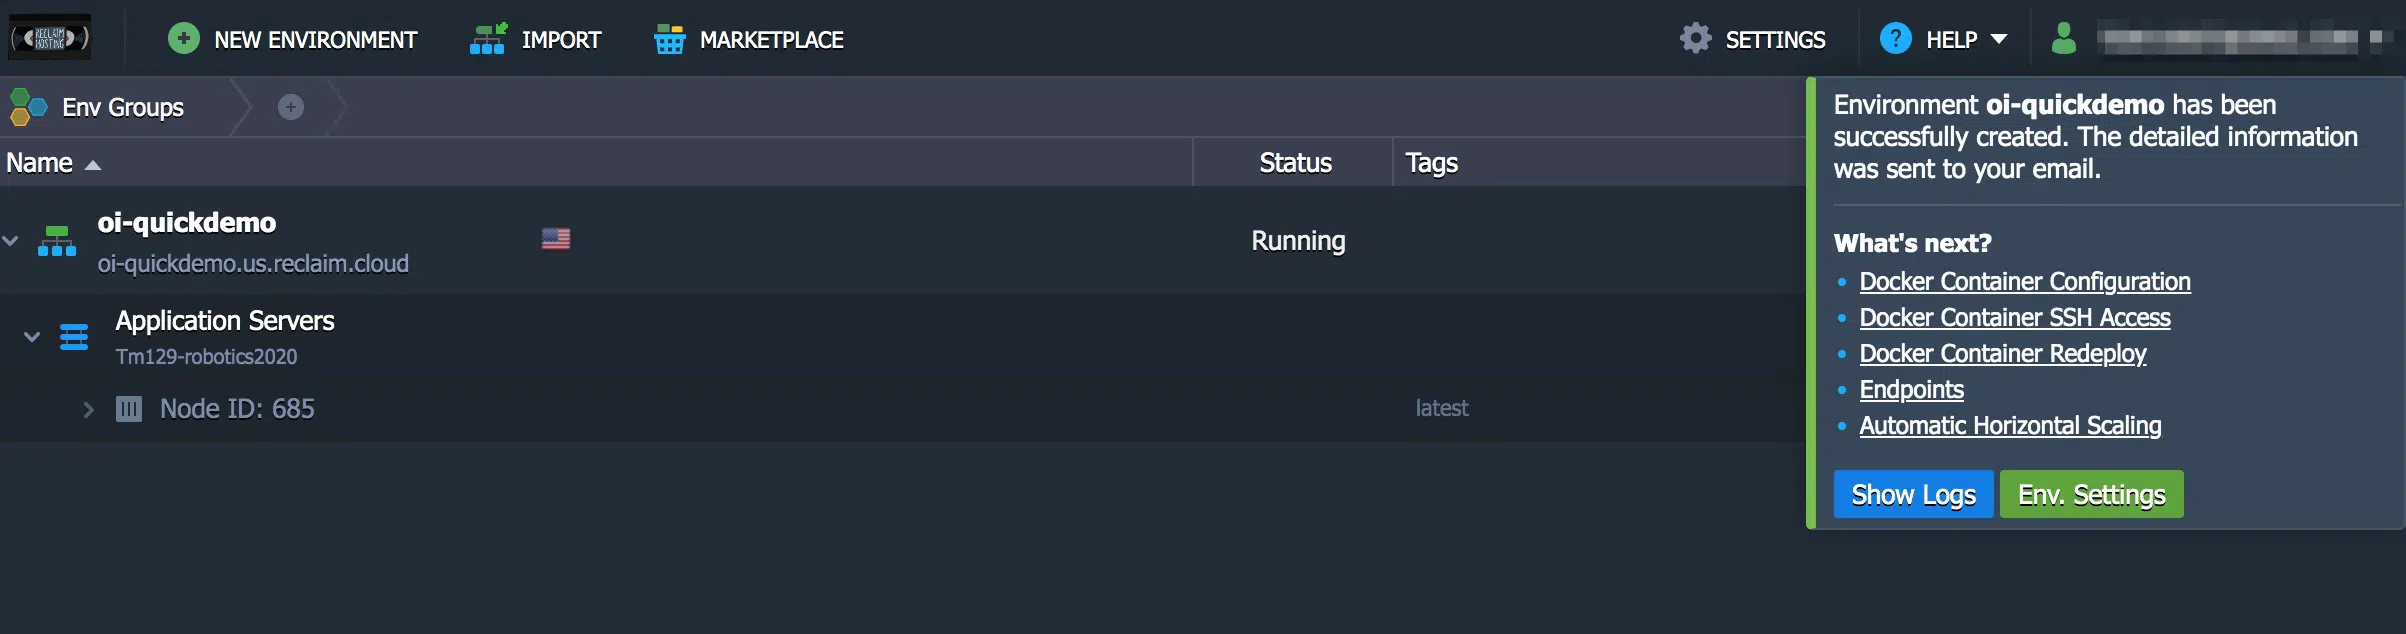 RECLAIM
HOSTING
NEW ENVIRONMENT
IMPORT
MARKETPLACE
SETTINGS
? HELP
Env Groups
Name
Status
Tags
oi-quickdemo
oi-quickdemo.us.reclaim.cloud
Running
Application Servers
Tm129-robotics2020
Node ID: 685
latest
Environment oi-quickdemo has been
successfully created. The detailed information
was sent to your email.
What's next?
Docker Container Configuration
Docker Container SSH Access
Docker Container Redeploy
Endpoints
Automatic Horizontal Scaling
Show Logs
Env. Settings